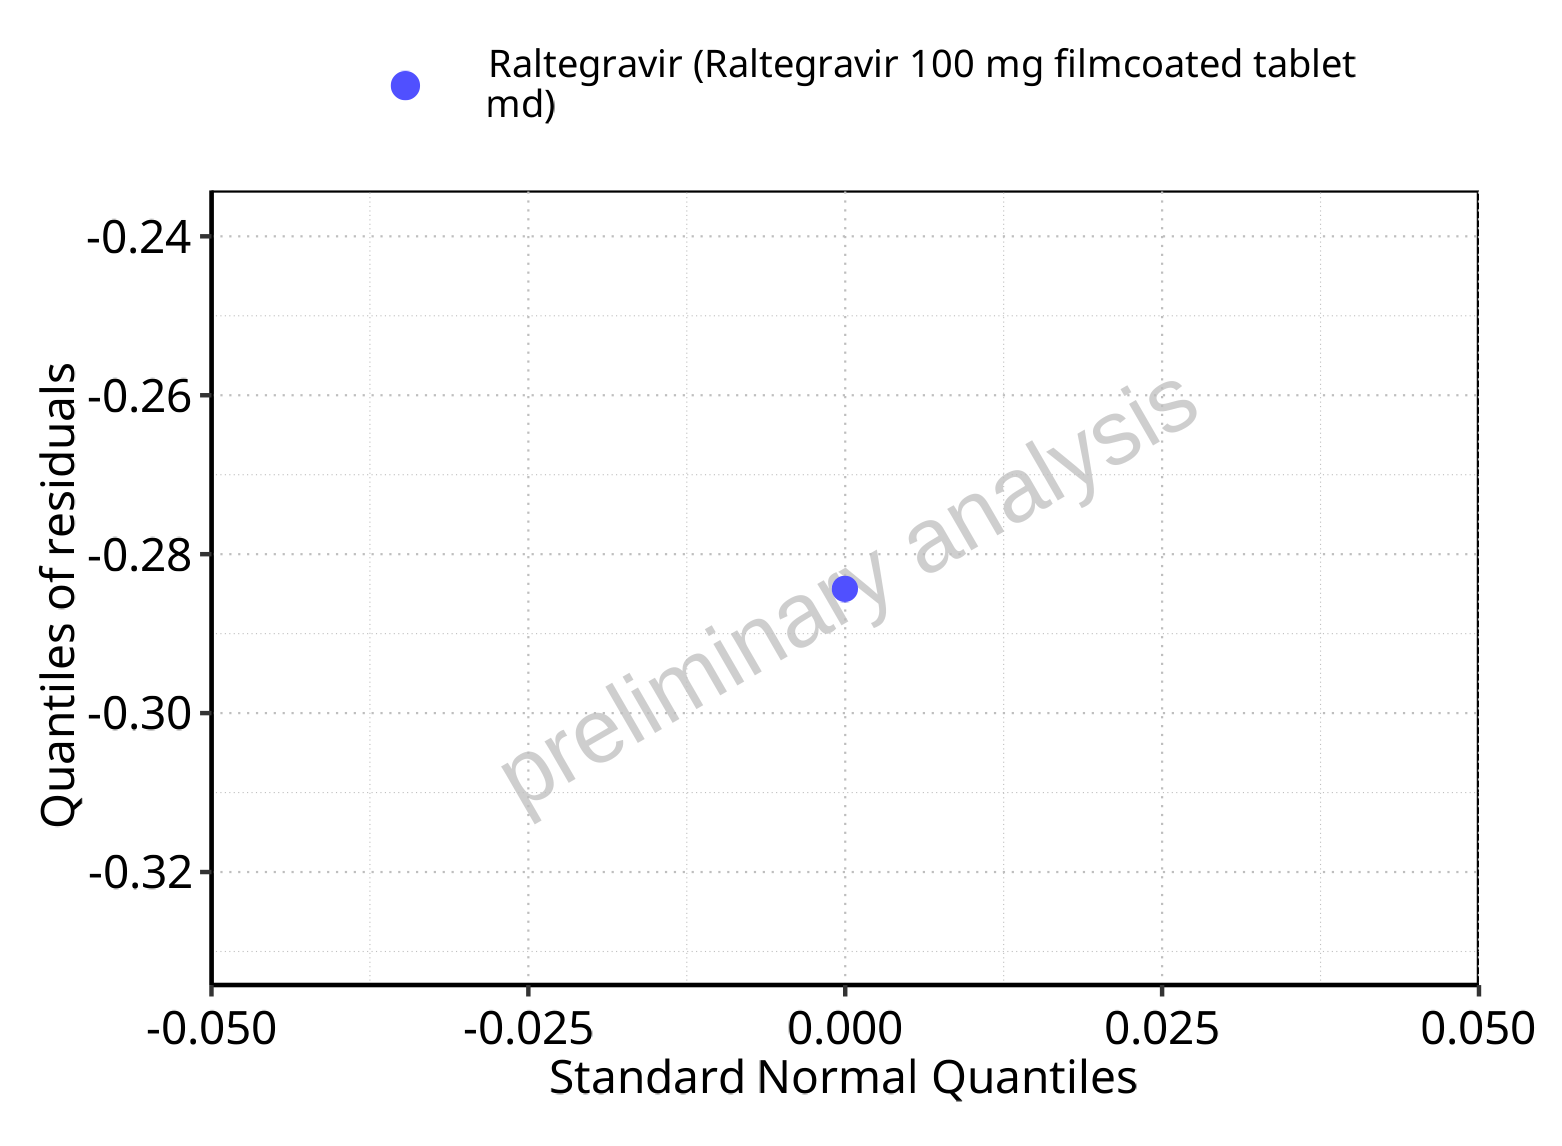 Raltegravir (Raltegravir 100 mg filmcoated tablet
md)
-0.24
-0.26
-0.28
-0.30
-0.32
Quantiles of residuals
preliminary analysis
-0.050 -0.025 0.000 0.025 0.050
Standard Normal Quantiles